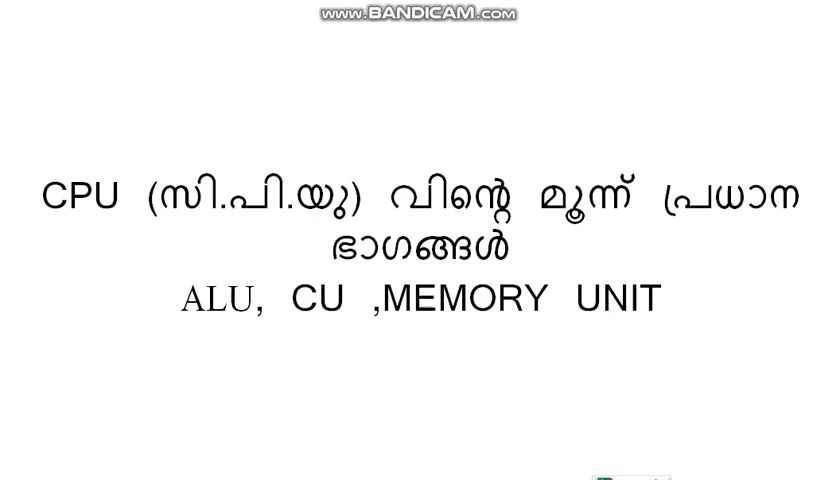 www.BANDICAM.com
CPU (സി.പി.യു) വിന്റെ മൂന്ന് പ്രധാന
ഭാഗങ്ങൾ
ALU, CU ,MEMORY UNIT